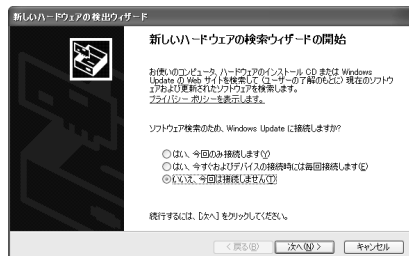 新しいハードウェアの検出ウィザード
新しいハードウェアの検索ウィザードの開始
お使いのコンピュータ、ハードウェアのインストール CD または Windows
Update の Web サイトを検索して (ユーザーの了解のもとに) 現在のソフトウ
ェアおよび更新されたソフトウェアを検索します。
プライバシー ポリシーを表示します。
ソフトウェア検索のため、Windows Update に接続しますか?
はい、今回のみ接続します(Y)
はい、今すぐおよびデバイスの接続時には毎回接続します(E)
いいえ、今回は接続しません(T)
続行するには、[次へ] をクリックしてください。
< 戻る(B) 次へ(N) > キャンセル